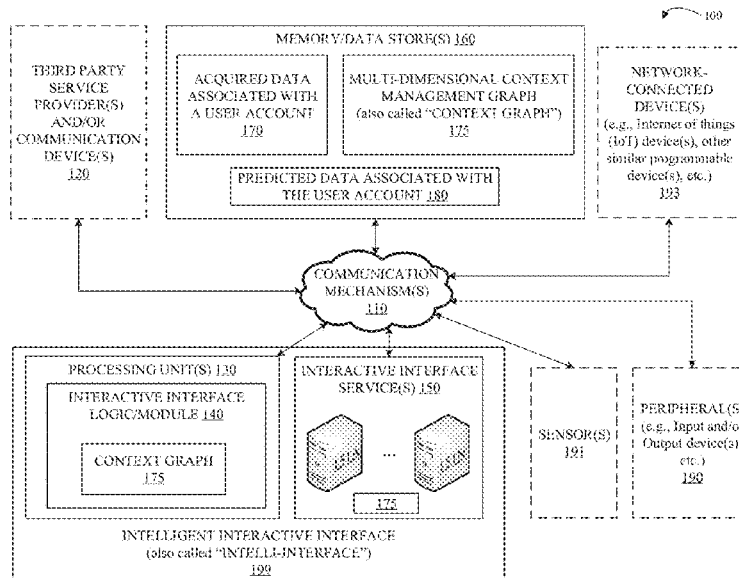 100
THIRD PARTY
SERVICE
PROVIDER(S)
AND/OR
COMMUNICATION
DEVICE(S)
120
MEMORY/DATA STORE(S) 160
ACQUIRED DATA
ASSOCIATED WITH
A USER ACCOUNT
170
MULTI-DIMENSIONAL CONTEXT
MANAGEMENT GRAPH
(also called "CONTEXT GRAPH")
175
PREDICTED DATA ASSOCIATED WITH
THE USER ACCOUNT 180
NETWORK-
CONNECTED
DEVICE(S)
(e.g., Internet of things
(IoT) device(s), other
similar programmable
device(s), etc.)
193
COMMUNICATION
MECHANISM(S)
110
PROCESSING UNIT(S) 130
INTERACTIVE INTERFACE
LOGIC/MODULE 140
CONTEXT GRAPH
175
INTERACTIVE INTERFACE
SERVICE(S) 150
...
175
INTELLIGENT INTERACTIVE INTERFACE
(also called "INTELLI-INTERFACE")
199
SENSOR(S)
191
PERIPHERAL(S
(e.g., Input and/o
Output device(s)
etc.)
190